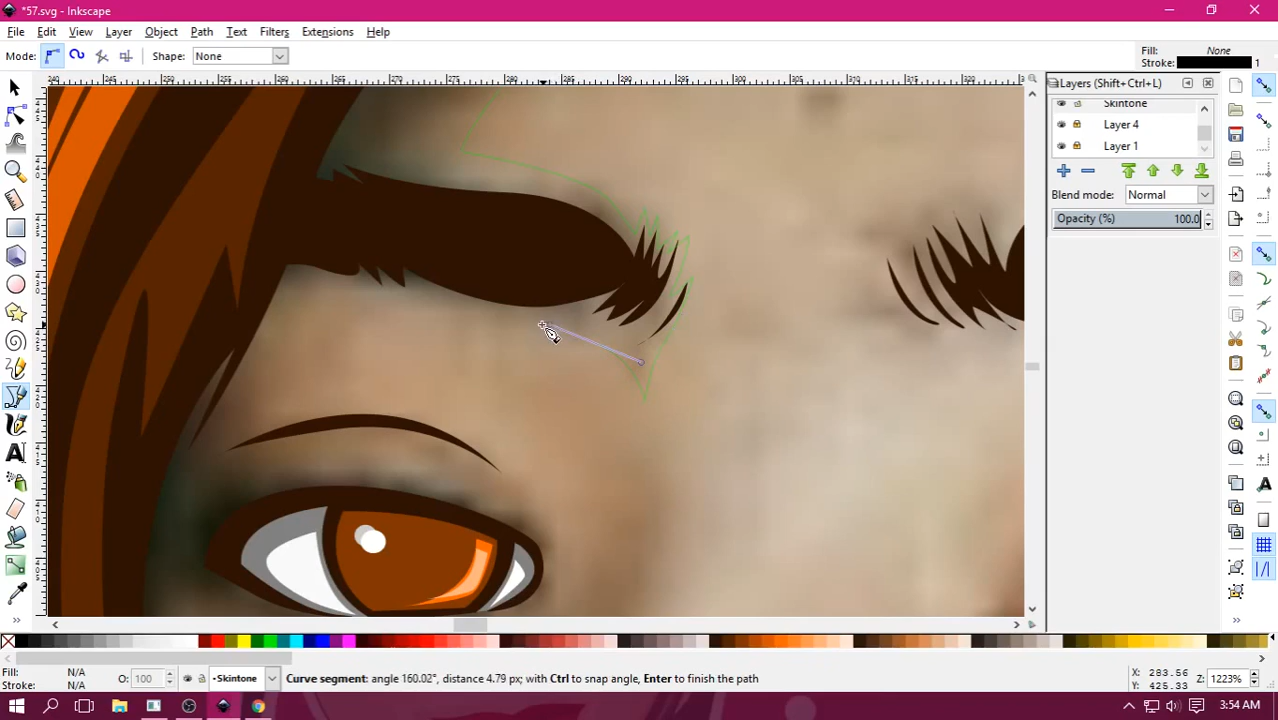 *57.svg - Inkscape
File Edit View Layer Object Path Text Filters Extensions Help
Mode: Shape: None
Fill: None
Stroke: 1
Layers (Shift+Ctrl+L)
Skintone
Layer 4
Layer 1
Blend mode: Normal
Opacity (%) 100.0
Fill: N/A
Stroke: N/A
O: 100
•Skintone
Curve segment: angle 160.02°, distance 4.79 px; with Ctrl to snap angle, Enter to finish the path
X: 283.56
Y: 425.33
Z: 1223%
3:54 AM